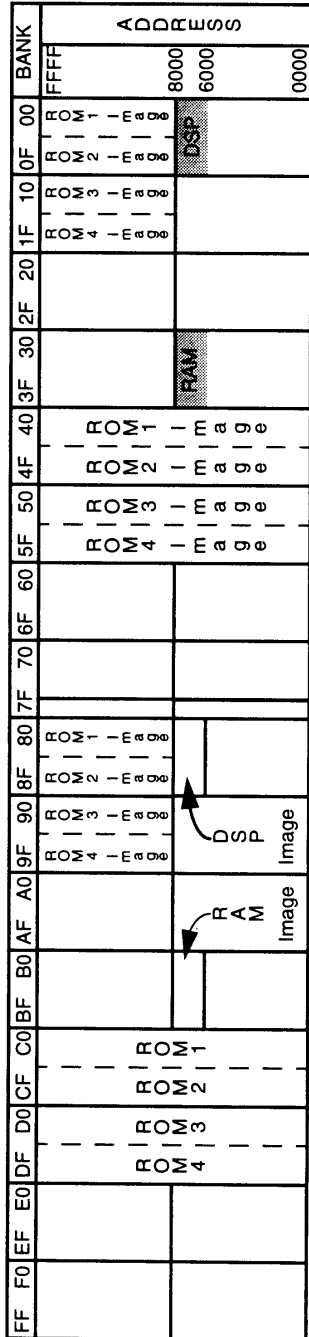 FF F0 EF E0 DF D0 CF C0 BF B0 AF A0 9F 90 8F 80 7F 70 6F 60 5F 50 4F 40 3F 30 2F 20 1F 10 0F 00 BANK
ROM4
ROM3
ROM2
ROM1
RAM
Image
ROM4 Image
ROM3 Image
DSP
Image
ROM2 Image
ROM1 Image
ROM4 Image
ROM3 Image
ROM2 Image
ROM1 Image
RAM
ROM4 Image
ROM3 Image
ROM2 Image
ROM1 Image
DSP
FFFF
8000
6000
0000
ADDRESS